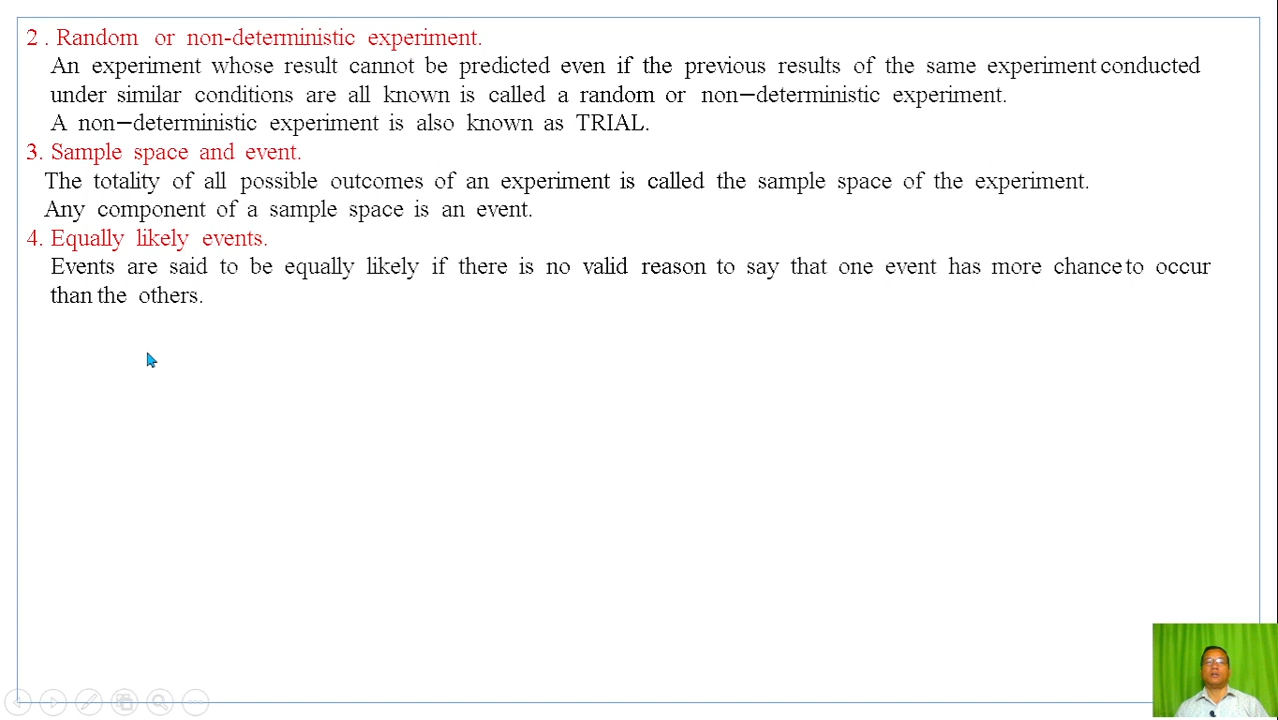 2 . Random or non-deterministic experiment.
An experiment whose result cannot be predicted even if the previous results of the same experiment conducted
under similar conditions are all known is called a random or non−deterministic experiment.
A non−deterministic experiment is also known as TRIAL.
3. Sample space and event.
The totality of all possible outcomes of an experiment is called the sample space of the experiment.
Any component of a sample space is an event.
4. Equally likely events.
Events are said to be equally likely if there is no valid reason to say that one event has more chance to occur
than the others.